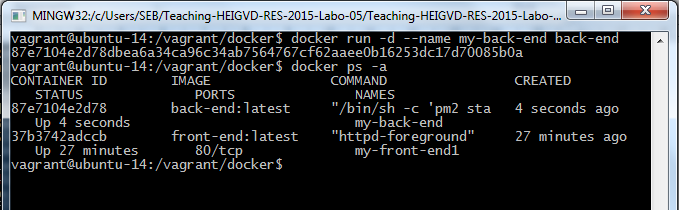 MINGW32:/c/Users/SEB/Teaching-HEIGVD-RES-2015-Labo-05/Teaching-HEIGVD-RES-2015-Labo-...
vagrant@ubuntu-14:/vagrant/docker$ docker run -d --name my-back-end back-end
87e7104e2d78dbea6a34ca96c34ab7564767cf62aaee0b16253dc17d70085b0a
vagrant@ubuntu-14:/vagrant/docker$ docker ps -a
CONTAINER ID        IMAGE               COMMAND                CREATED
   STATUS              PORTS               NAMES
87e7104e2d78        back-end:latest     "/bin/sh -c 'pm2 sta   4 seconds ago
   Up 4 seconds                            my-back-end
37b3742adccb        front-end:latest    "httpd-foreground"     27 minutes ago
   Up 27 minutes       80/tcp              my-front-end1
vagrant@ubuntu-14:/vagrant/docker$